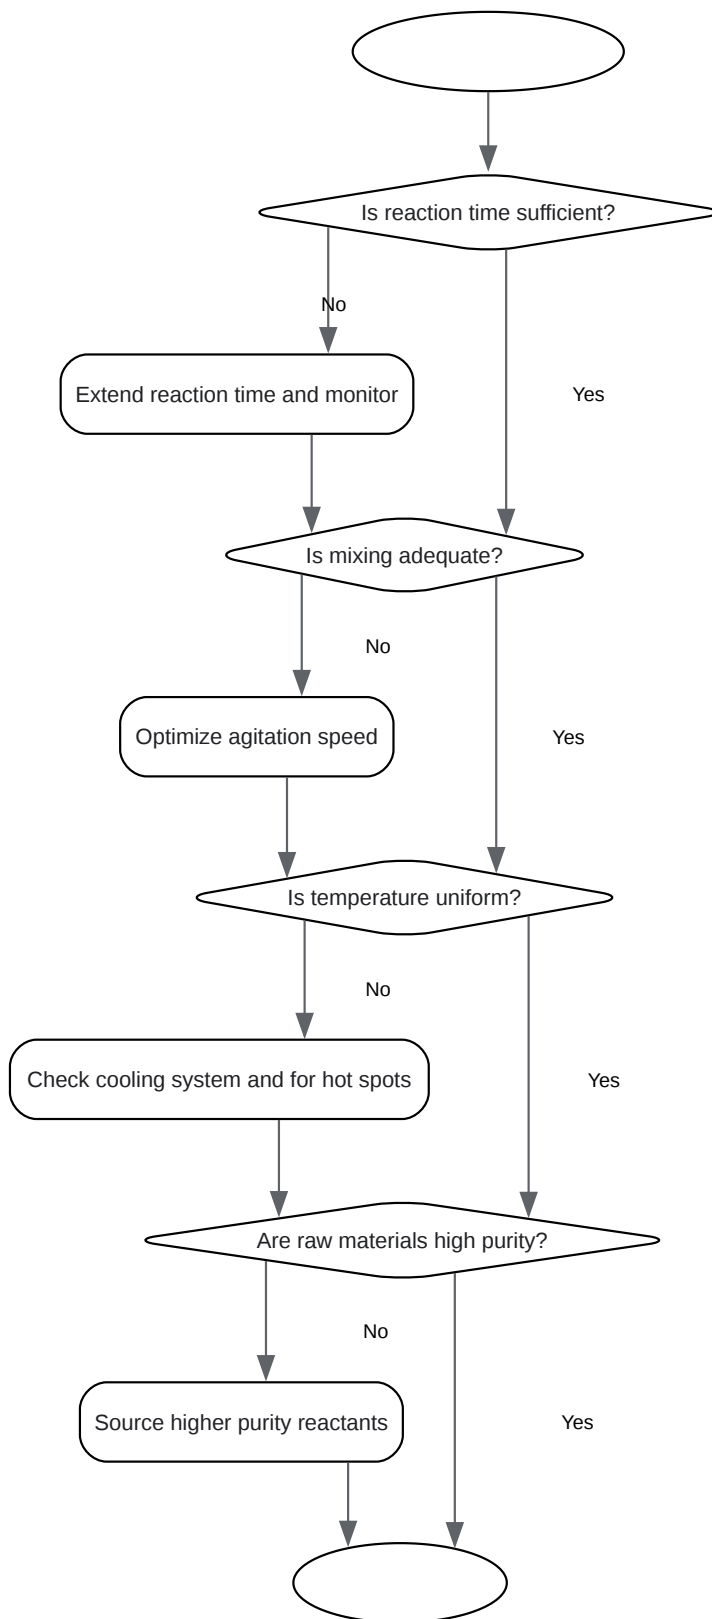 Is reaction time sufficient?
No
Extend reaction time and monitor
Yes
Is mixing adequate?
No
Optimize agitation speed
Yes
Is temperature uniform?
No
Check cooling system and for hot spots
Yes
Are raw materials high purity?
No
Source higher purity reactants
Yes